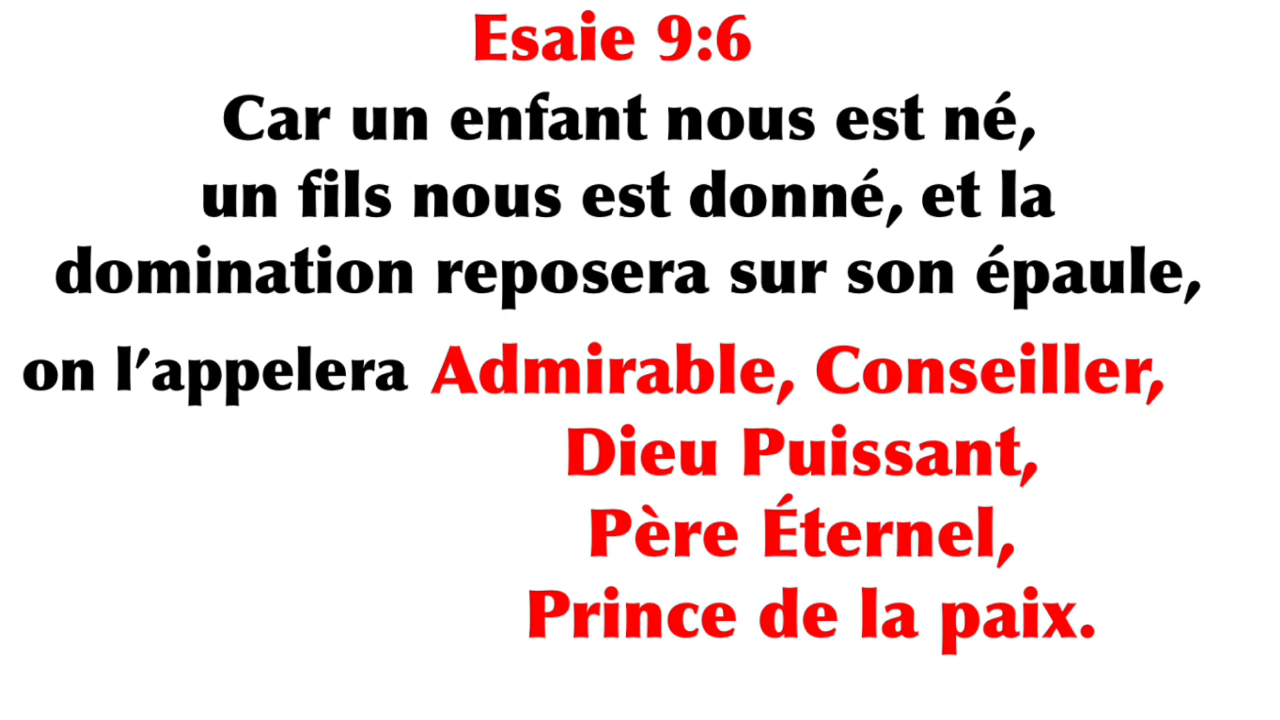 Esaie 9:6
Car un enfant nous est né,
un fils nous est donné, et la
domination reposera sur son épaule,
on l’appelera Admirable, Conseiller,
Dieu Puissant,
Père Éternel,
Prince de la paix.